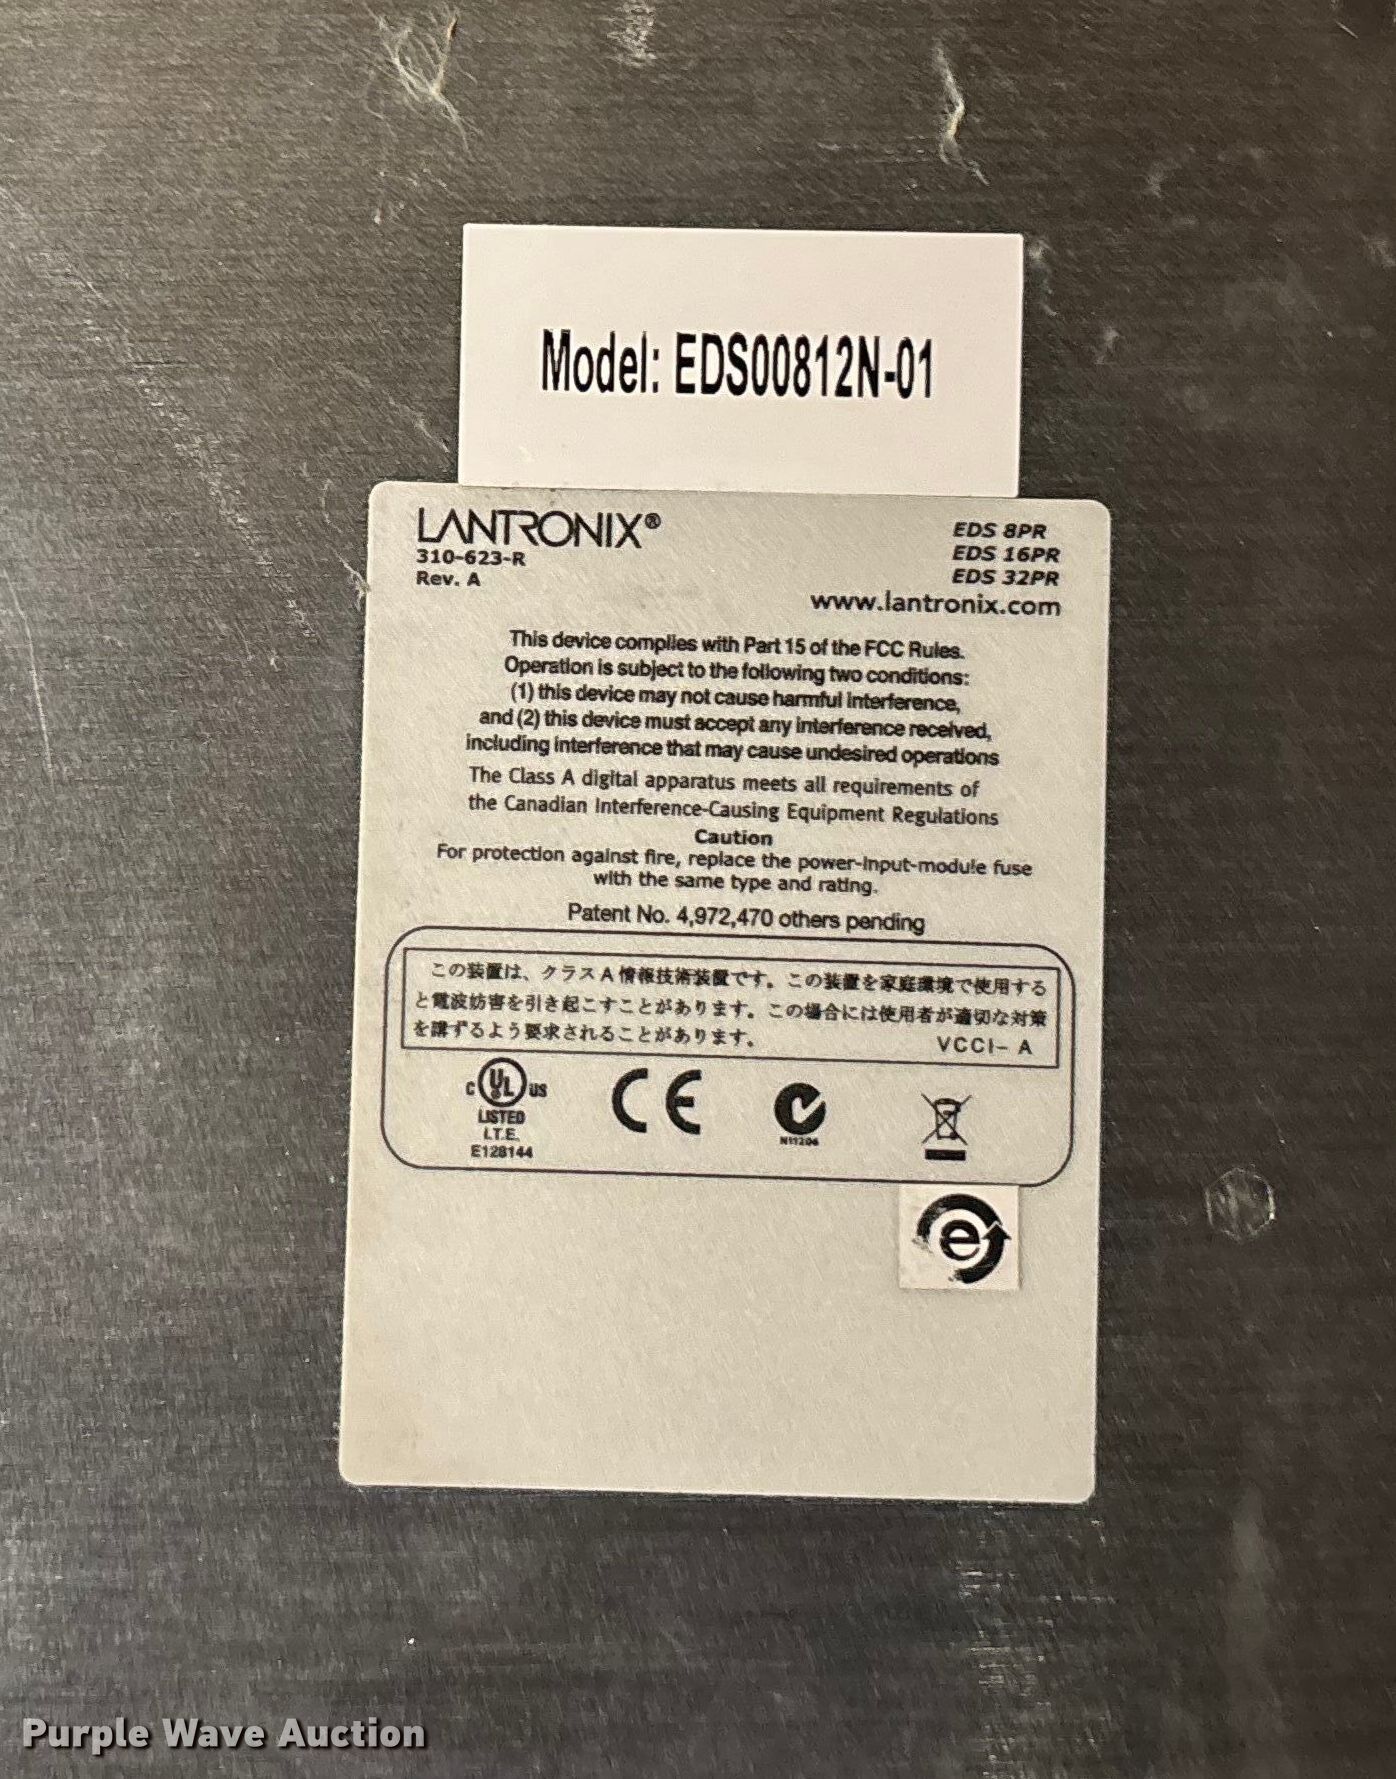 Model: EDS00812N-01
LANTRONIX®
310-623-R
Rev. A
EDS 8PR
EDS 16PR
EDS 32PR
www.lantronix.com
This device complies with Part 15 of the FCC Rules.
Operation is subject to the following two conditions:
(1) this device may not cause harmful interference,
and (2) this device must accept any interference received,
including interference that may cause undesired operations
The Class A digital apparatus meets all requirements of
the Canadian Interference-Causing Equipment Regulations
Caution
For protection against fire, replace the power-input-module fuse
with the same type and rating.
Patent No. 4,972,470 others pending
この装置は、クラスA情報技術装置です。この装置を家庭環境で使用する
と電波妨害を引き起こすことがあります。この場合には使用者が適切な対策
を講ずるよう要求されることがあります。 VCCI- A
C UL US
LISTED
I.T.E.
E128144
CE
N11206
e
Purple Wave Auction